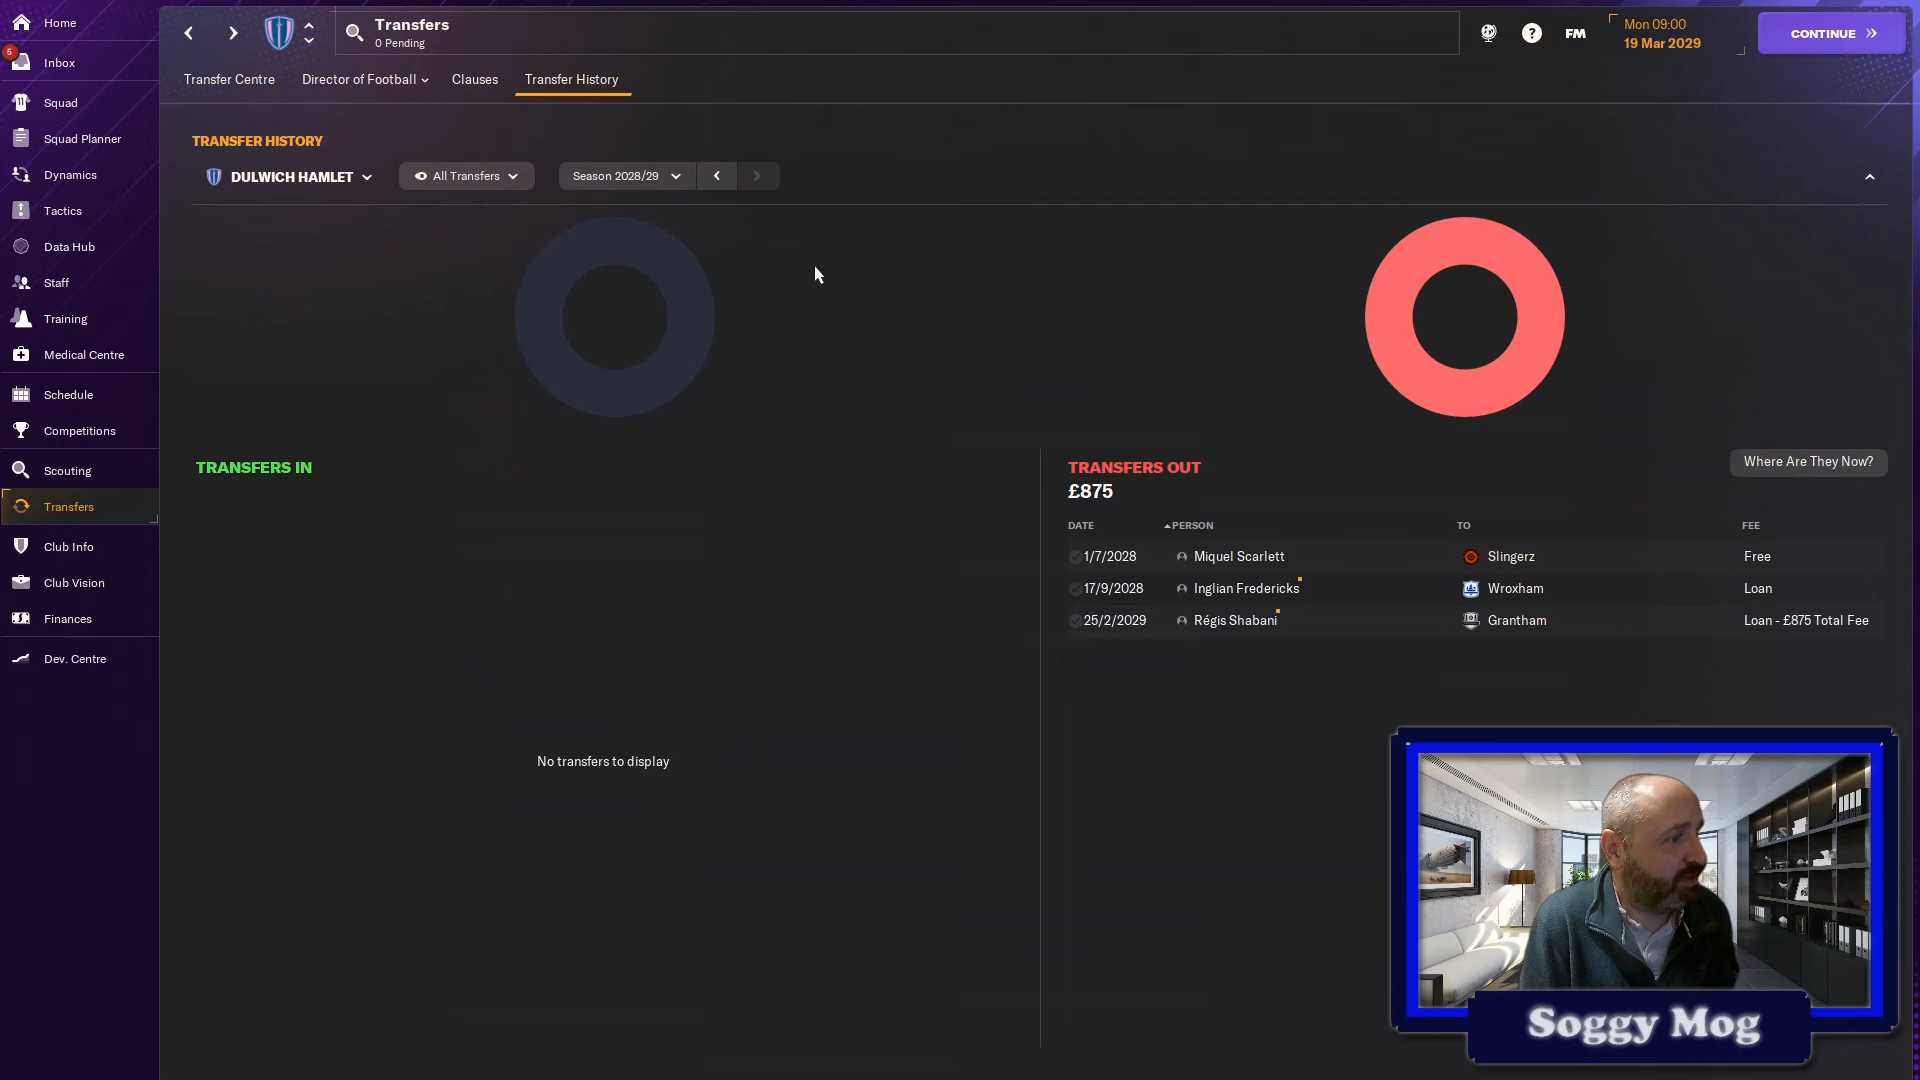 Home
6
Inbox
Squad
Squad Planner
Dynamics
Tactics
Data Hub
Staff
Training
Medical Centre
Schedule
Competitions
Scouting
Transfers
Club Info
Club Vision
Finances
Dev. Centre
Transfers
0 Pending
?
FM
Mon 09:00
19 Mar 2029
CONTINUE
Transfer Centre Director of Football Clauses Transfer History
TRANSFER HISTORY
DULWICH HAMLET All Transfers Season 2028/29
TRANSFERS IN
No transfers to display
TRANSFERS OUT
Where Are They Now?
£875
DATE PERSON TO FEE
1/7/2028 Miquel Scarlett Slingerz Free
17/9/2028 Inglian Fredericks Wroxham Loan
25/2/2029 Régis Shabani Grantham Loan - £875 Total Fee
Soggy Mog